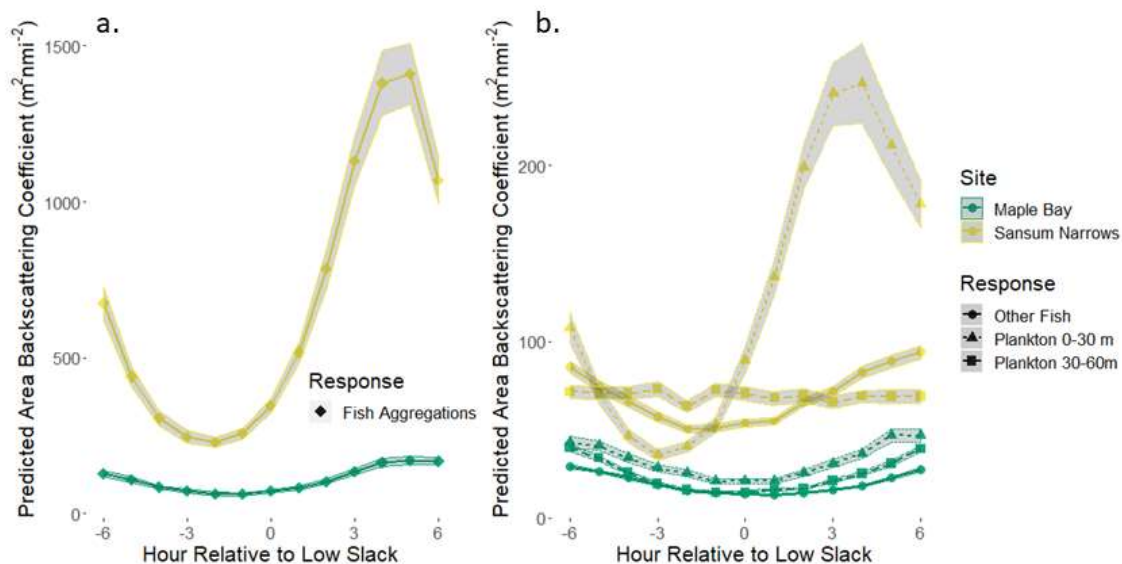 a.
Predicted Area Backscattering Coefficient (m²nmi⁻²)
1500
1000
500
0
-6 -3 0 3 6
Hour Relative to Low Slack
Response
Fish Aggregations
b.
Predicted Area Backscattering Coefficient (m²nmi⁻²)
200
100
0
-6 -3 0 3 6
Hour Relative to Low Slack
Site
Maple Bay
Sansum Narrows
Response
Other Fish
Plankton 0-30 m
Plankton 30-60m